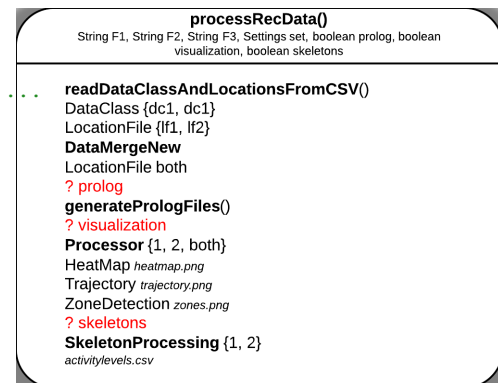 processRecData()
String F1, String F2, String F3, Settings set, boolean prolog, boolean
visualization, boolean skeletons
readDataClassAndLocationsFromCSV()
DataClass {dc1, dc1}
LocationFile {lf1, lf2}
DataMergeNew
LocationFile both
? prolog
generatePrologFiles()
? visualization
Processor {1, 2, both}
HeatMap heatmap.png
Trajectory trajectory.png
ZoneDetection zones.png
? skeletons
SkeletonProcessing {1, 2}
activitylevels.csv